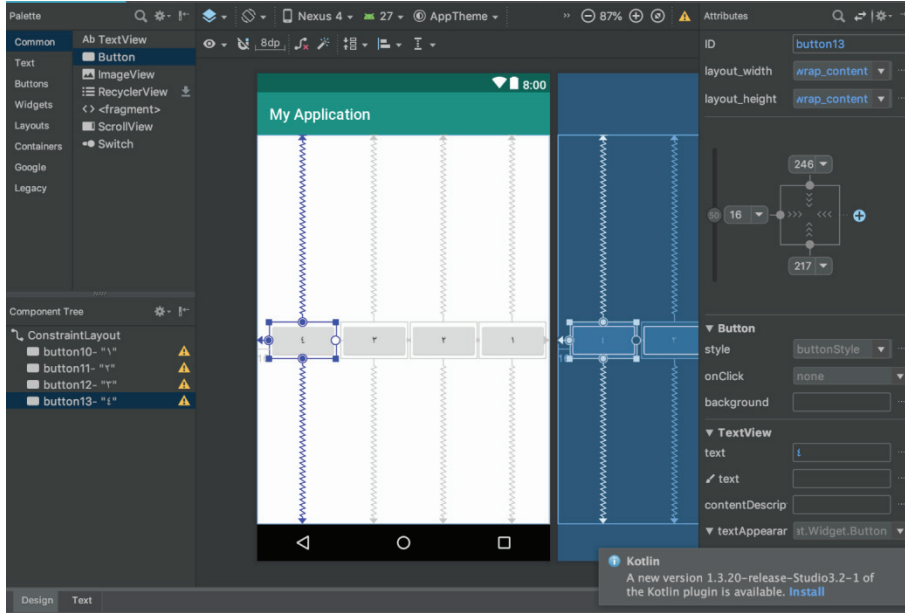 Palette
Common
Text
Buttons
Widgets
Layouts
Containers
Google
Legacy
Ab TextView
Button
ImageView
RecyclerView
<> <fragment>
ScrollView
Switch
Nexus 4
27
AppTheme
»
87%
8dp
Attributes
ID
button13
layout_width
wrap_content
layout_height
wrap_content
246
50
16
217
8:00
My Application
٤
٣
٢
١
٤
٣
Component Tree
ConstraintLayout
button10- "١"
button11- "٢"
button12- "٣"
button13- "٤"
Button
style
buttonStyle
onClick
none
background
TextView
text
٤
text
contentDescrip
textAppearar
at.Widget.Button
Kotlin
A new version 1.3.20-release-Studio3.2-1 of
the Kotlin plugin is available. Install
Design Text